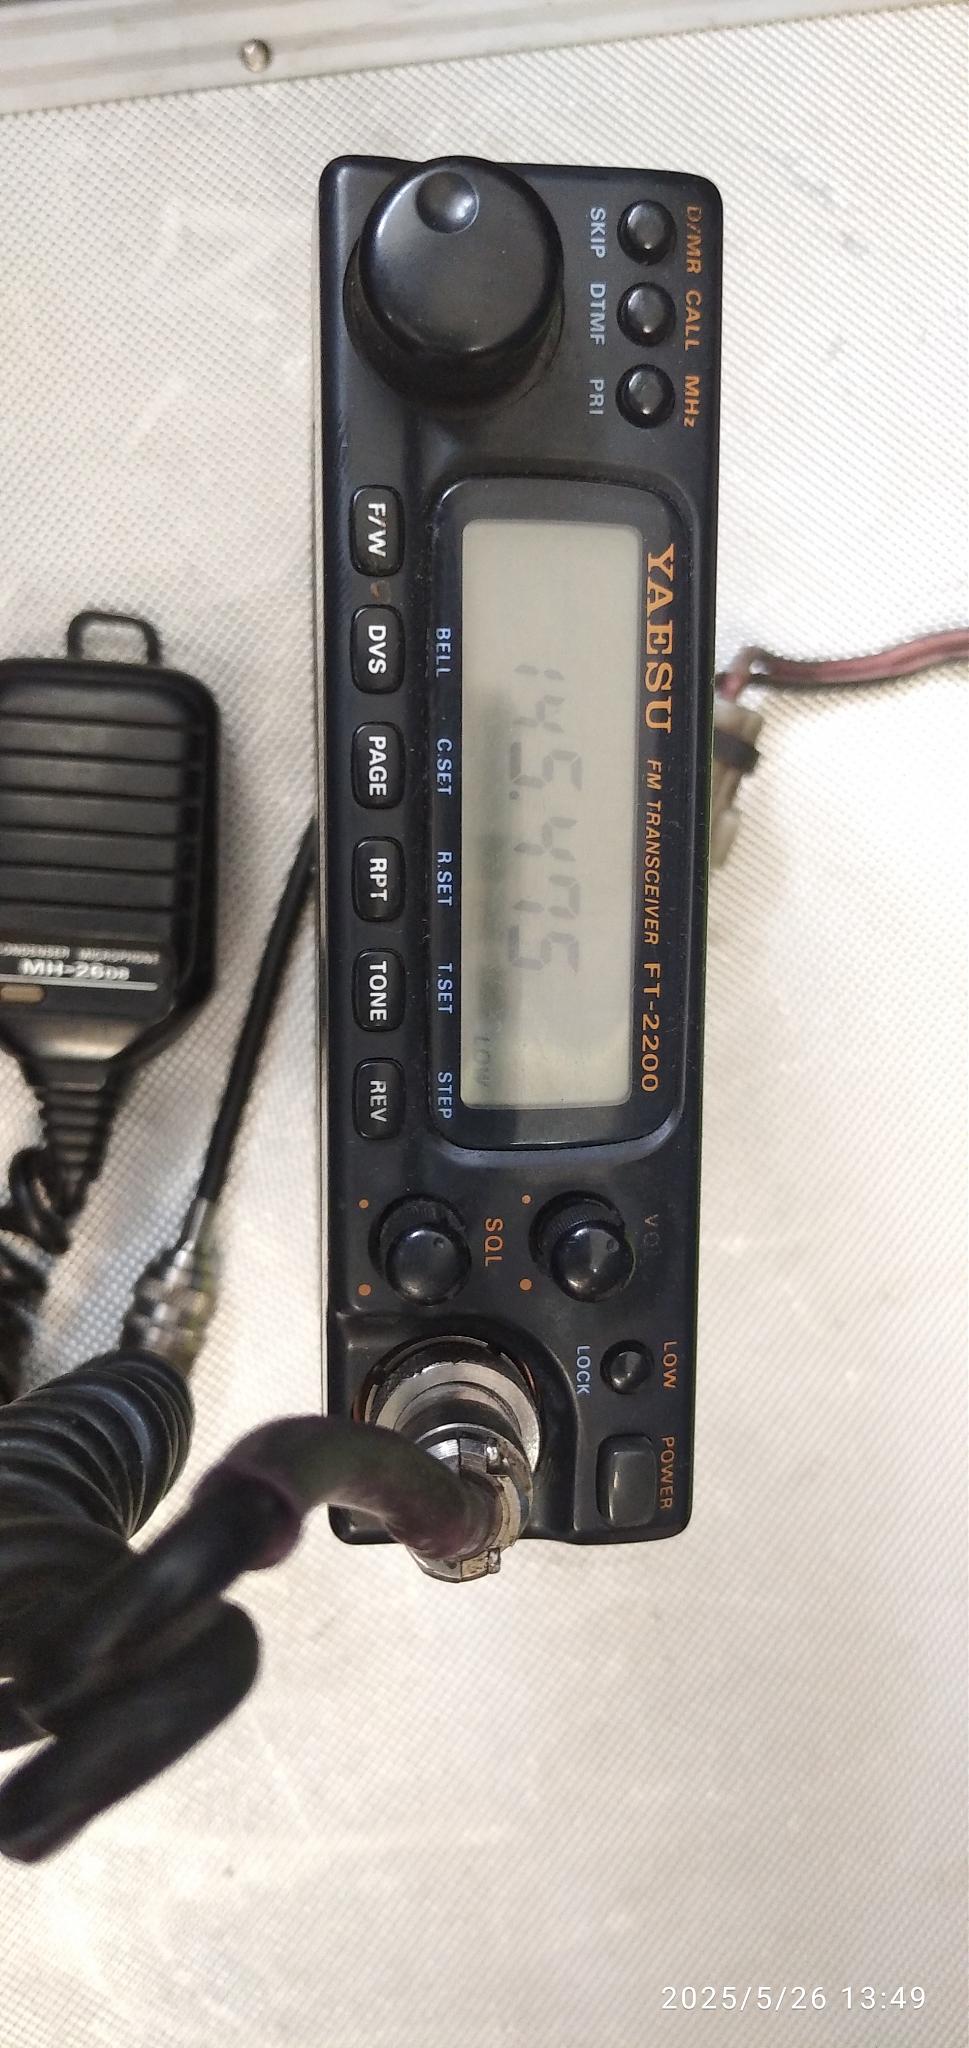 D/MR CALL MHz
SKIP DTMF PRI
YAESU FM TRANSCEIVER FT-2200
145.475
LOW
BELL C.SET R.SET T.SET STEP
F/W DVS PAGE RPT TONE REV
VOL
SQL
LOW
LOCK
POWER
CONDENSER MICROPHONE
MH-26D8
2025/5/26 13:49